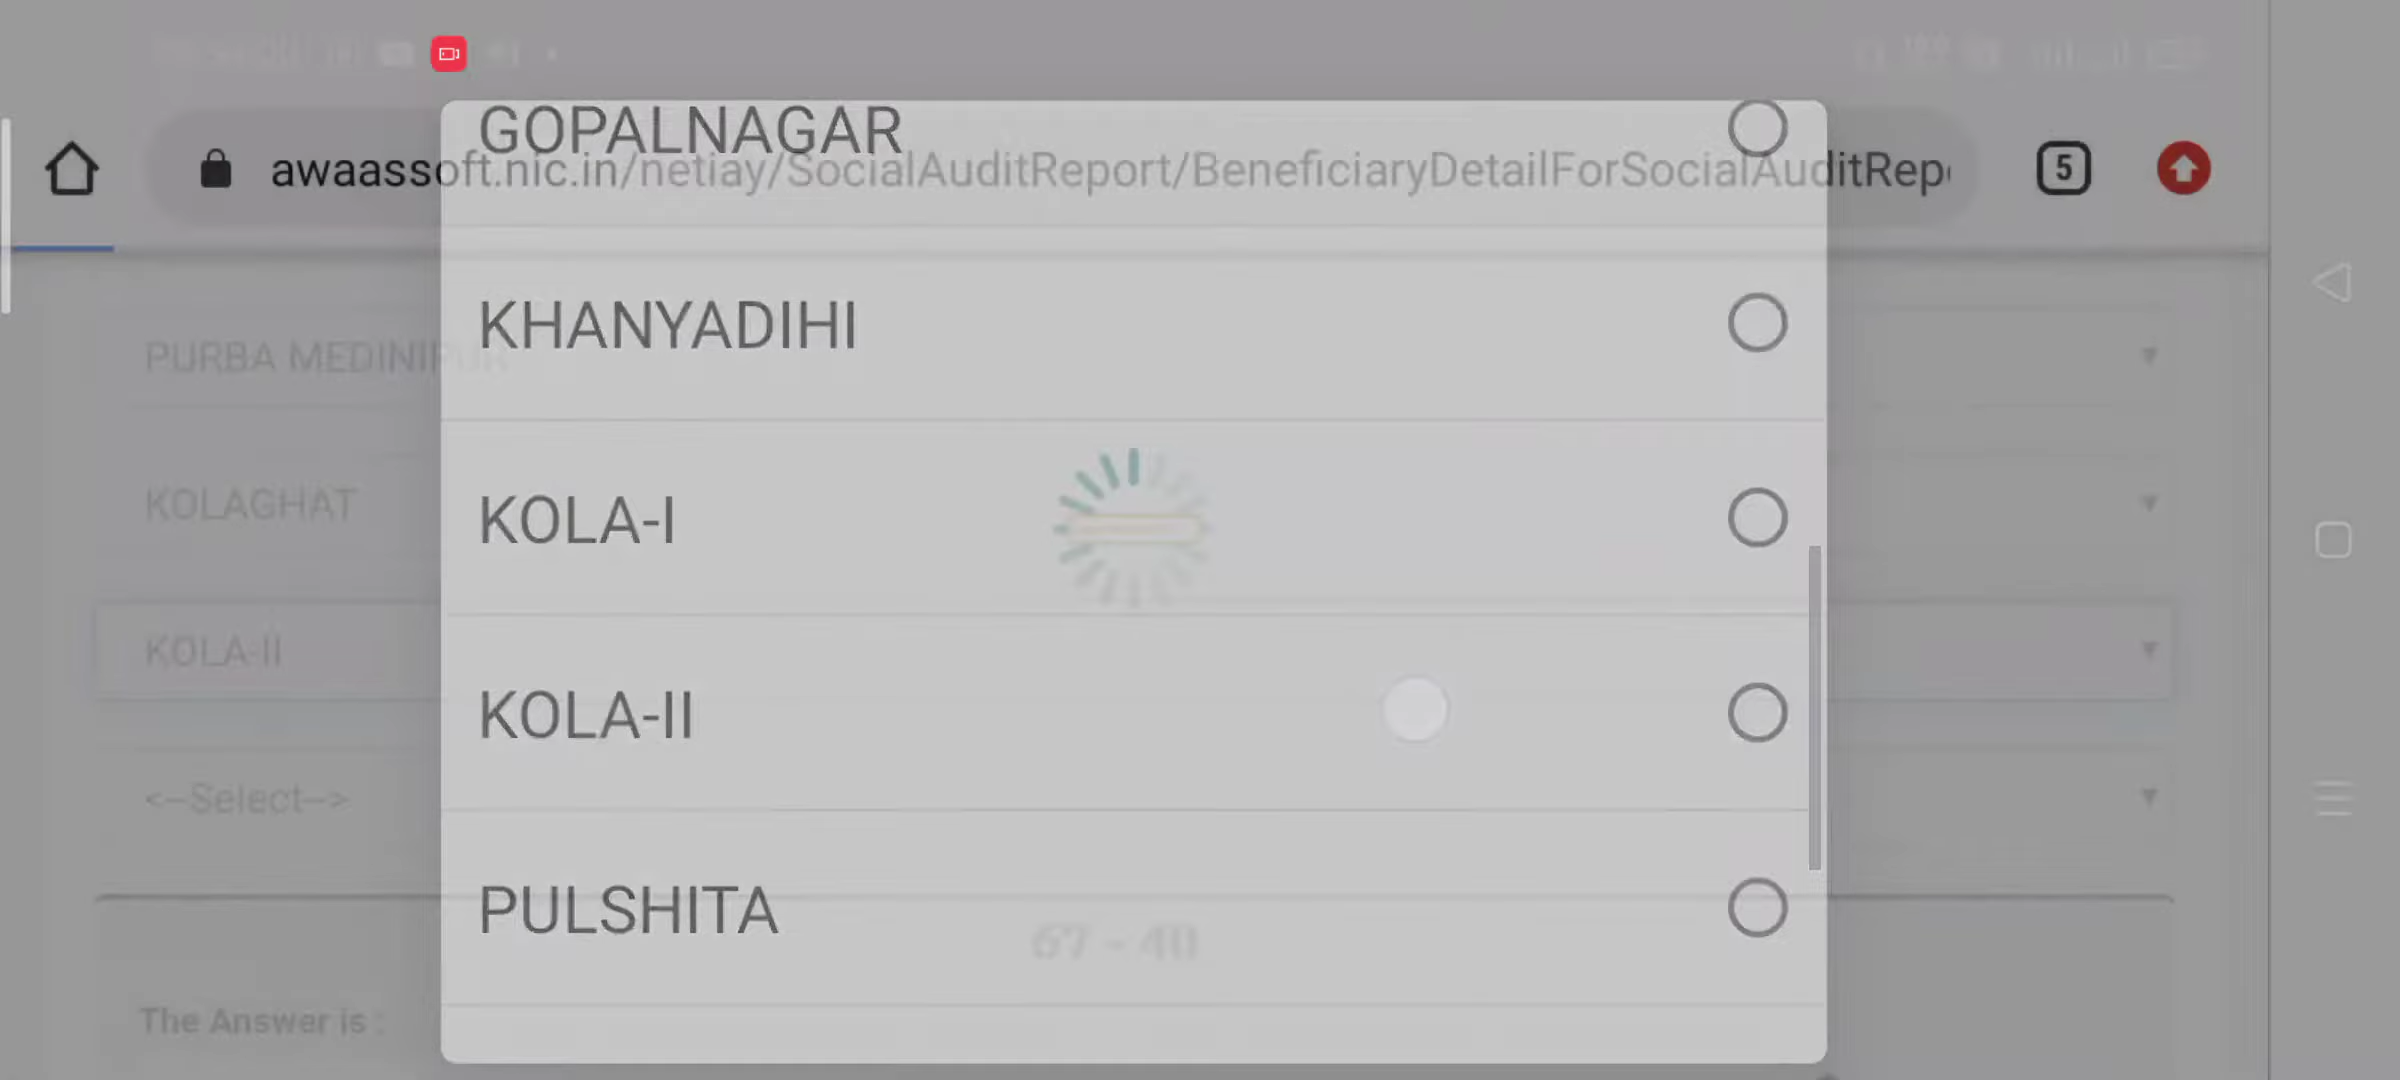 GOPALNAGAR
awaassoft.nic.in/netiay/SocialAuditReport/BeneficiaryDetailForSocialAuditRep
5
KHANYADIHI
PURBA MEDINIPUR
KOLA-I
KOLAGHAT
KOLA-II
KOLA-II
<--Select-->
PULSHITA
67 - 40
The Answer is :